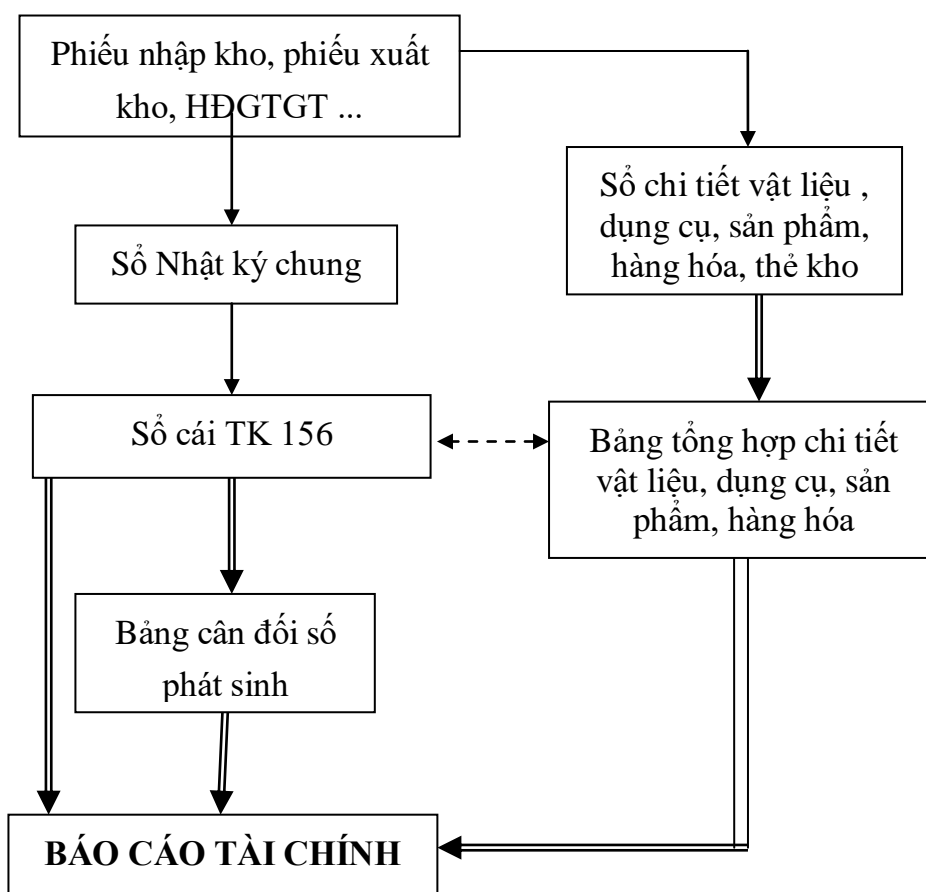 Phiếu nhập kho, phiếu xuất
kho, HĐGTGT ...
Sổ chi tiết vật liệu ,
dụng cụ, sản phẩm,
hàng hóa, thẻ kho
Sổ Nhật ký chung
Sổ cái TK 156
Bảng tổng hợp chi tiết
vật liệu, dụng cụ, sản
phẩm, hàng hóa
Bảng cân đối số
phát sinh
BÁO CÁO TÀI CHÍNH